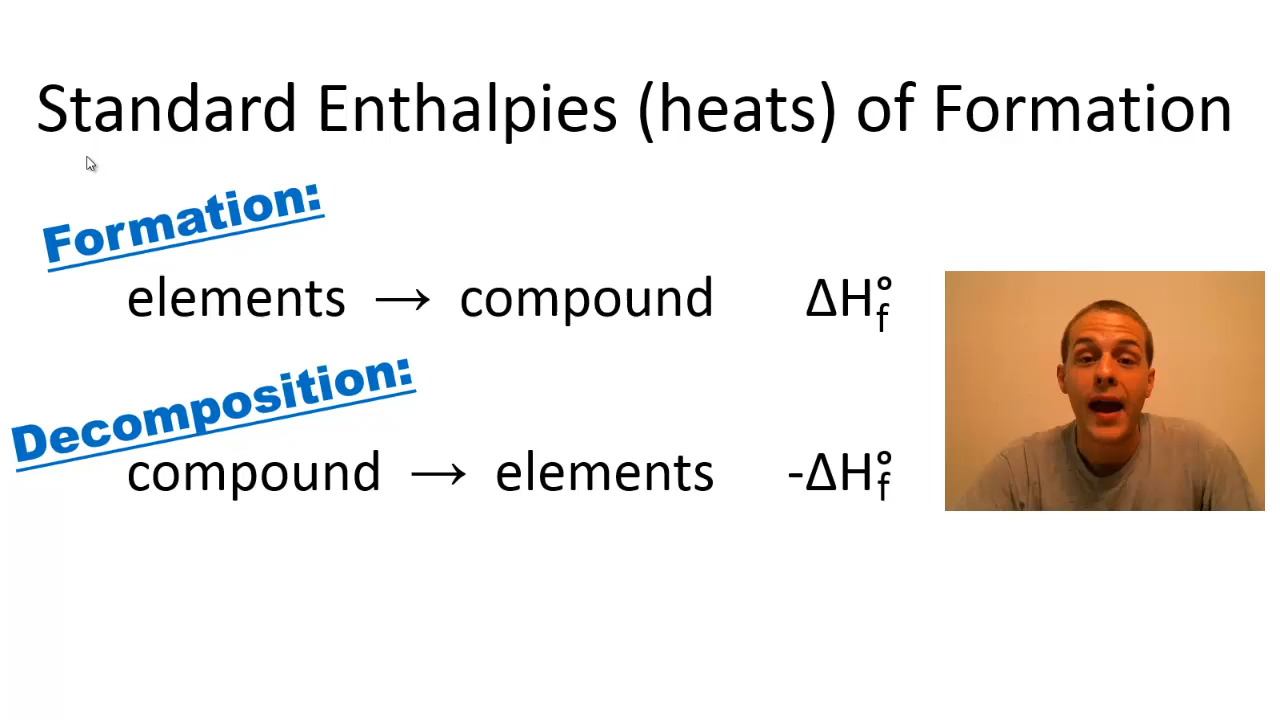 Standard Enthalpies (heats) of Formation
Formation:
elements → compound ΔH°f
Decomposition:
compound → elements -ΔH°f